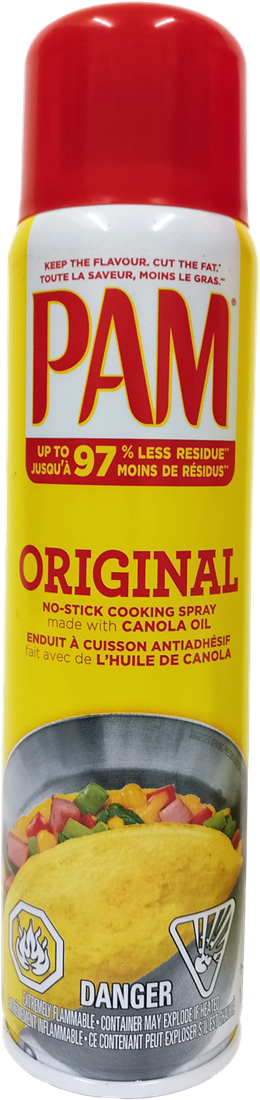 KEEP THE FLAVOUR. CUT THE FAT.*
TOUTE LA SAVEUR, MOINS LE GRAS.*
PAM®
UP TO 97 % LESS RESIDUE**
JUSQU'À MOINS DE RÉSIDUS**
ORIGINAL
NO-STICK COOKING SPRAY
made with CANOLA OIL
ENDUIT À CUISSON ANTIADHÉSIF
fait avec de L'HUILE DE CANOLA
DANGER
EXTREMELY FLAMMABLE • CONTAINER MAY EXPLODE IF HEATED
INFLAMMABLE • CE CONTENANT PEUT EXPLOSER S'IL EST